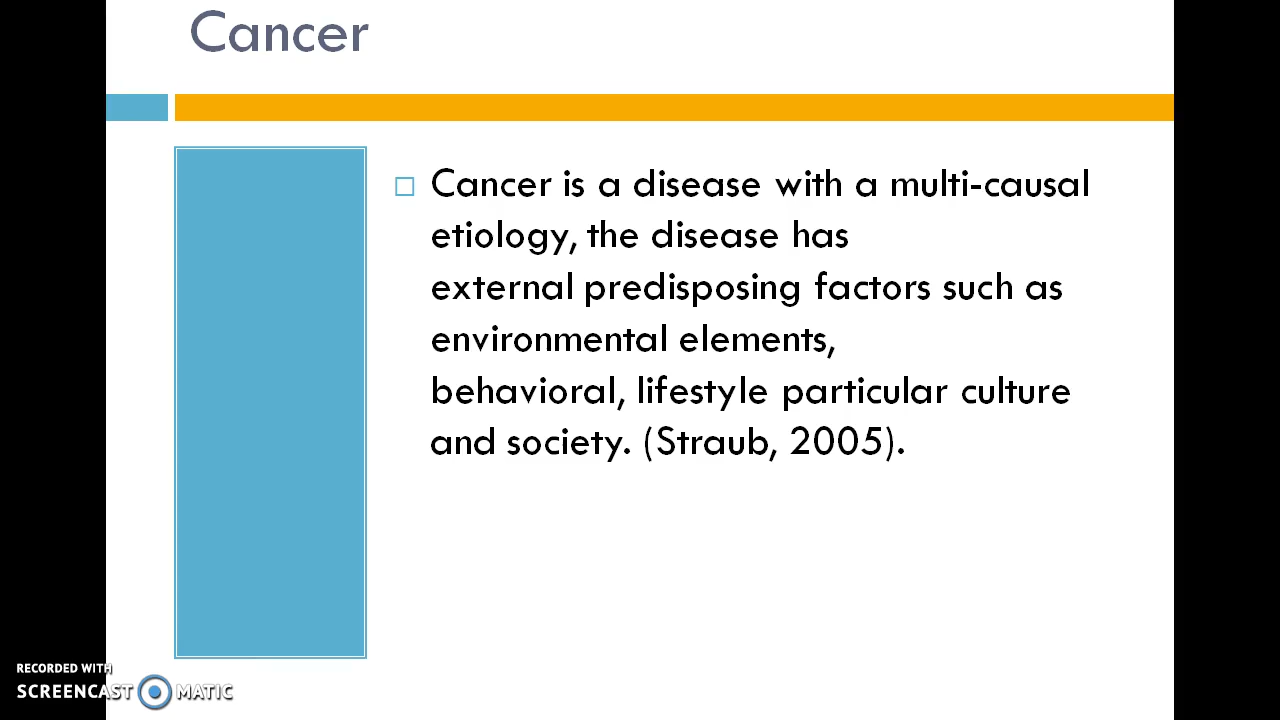 Cancer
Cancer is a disease with a multi-causal
etiology, the disease has
external predisposing factors such as
environmental elements,
behavioral, lifestyle particular culture
and society. (Straub, 2005).
RECORDED WITH
SCREENCAST MATIC